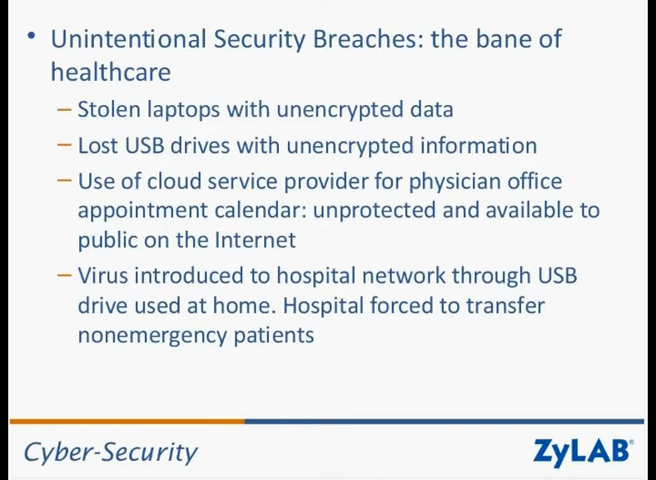 • Unintentional Security Breaches: the bane of
healthcare
– Stolen laptops with unencrypted data
– Lost USB drives with unencrypted information
– Use of cloud service provider for physician office
appointment calendar: unprotected and available to
public on the Internet
– Virus introduced to hospital network through USB
drive used at home. Hospital forced to transfer
nonemergency patients
Cyber-Security
ZyLAB®